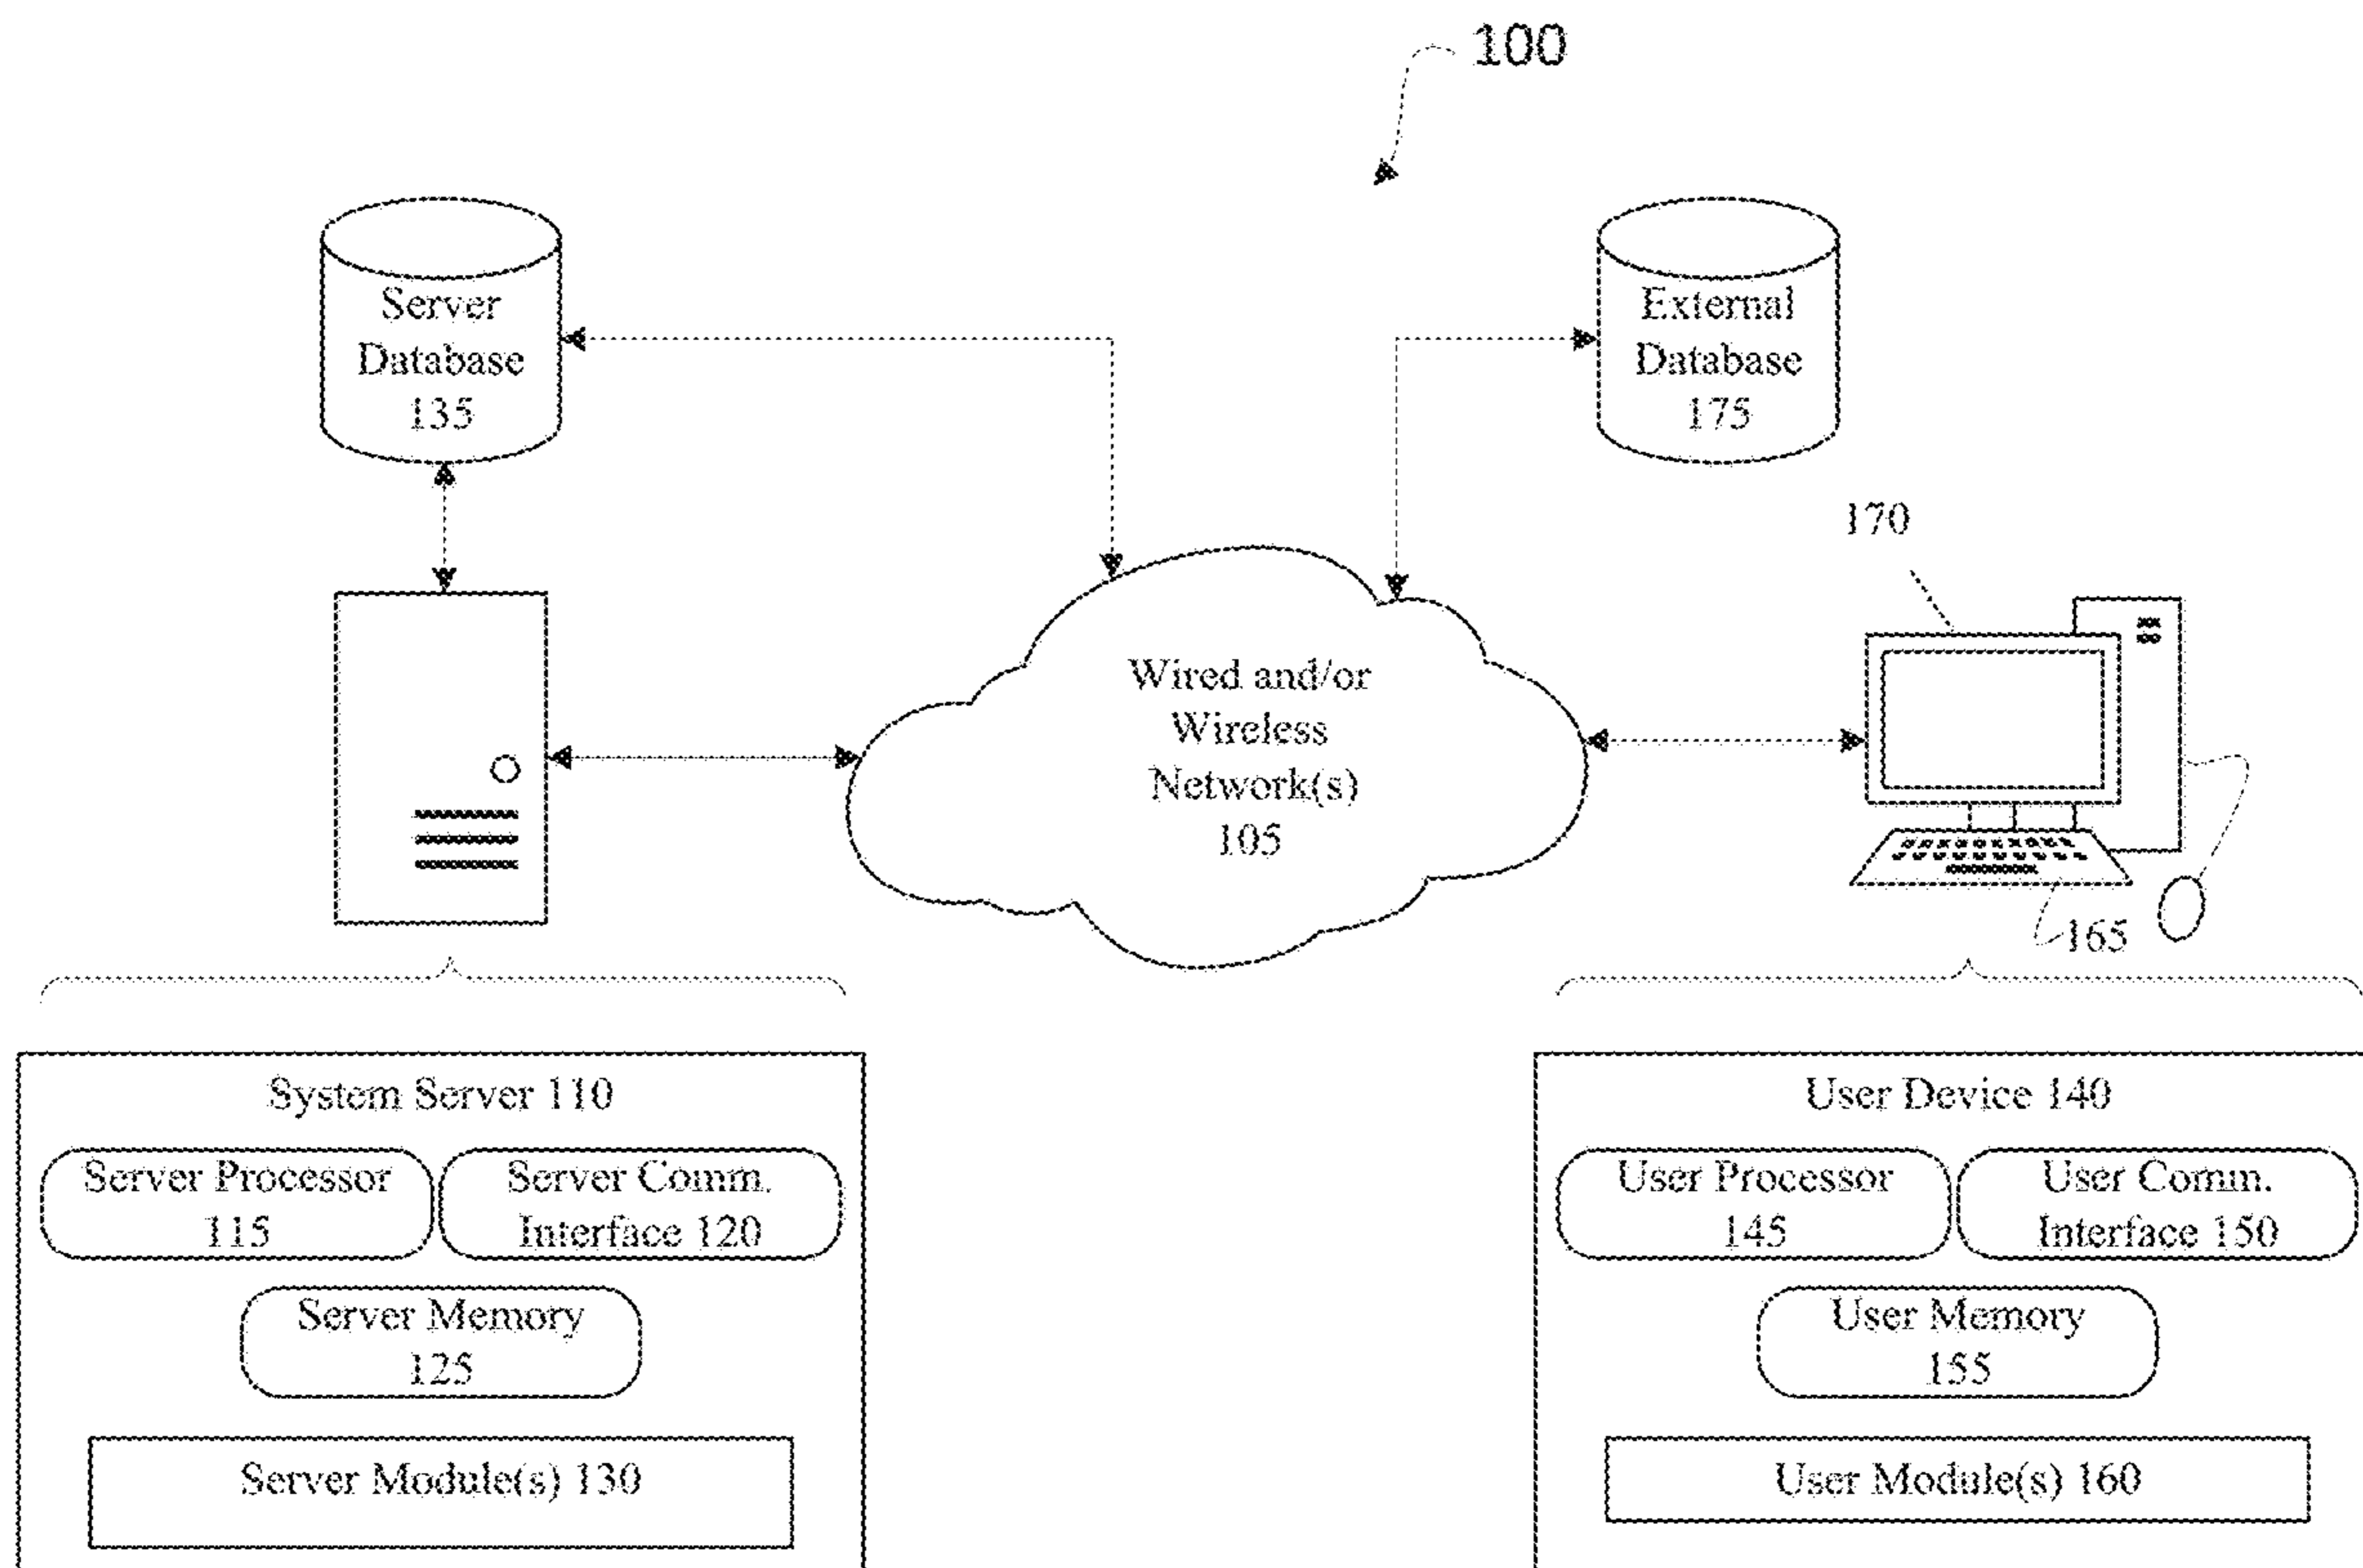 100
Server
Database
135
External
Database
175
170
Wired and/or
Wireless
Network(s)
105
165
System Server 110
Server Processor
115
Server Comm.
Interface 120
Server Memory
125
Server Module(s) 130
User Device 140
User Processor
145
User Comm.
Interface 150
User Memory
155
User Module(s) 160